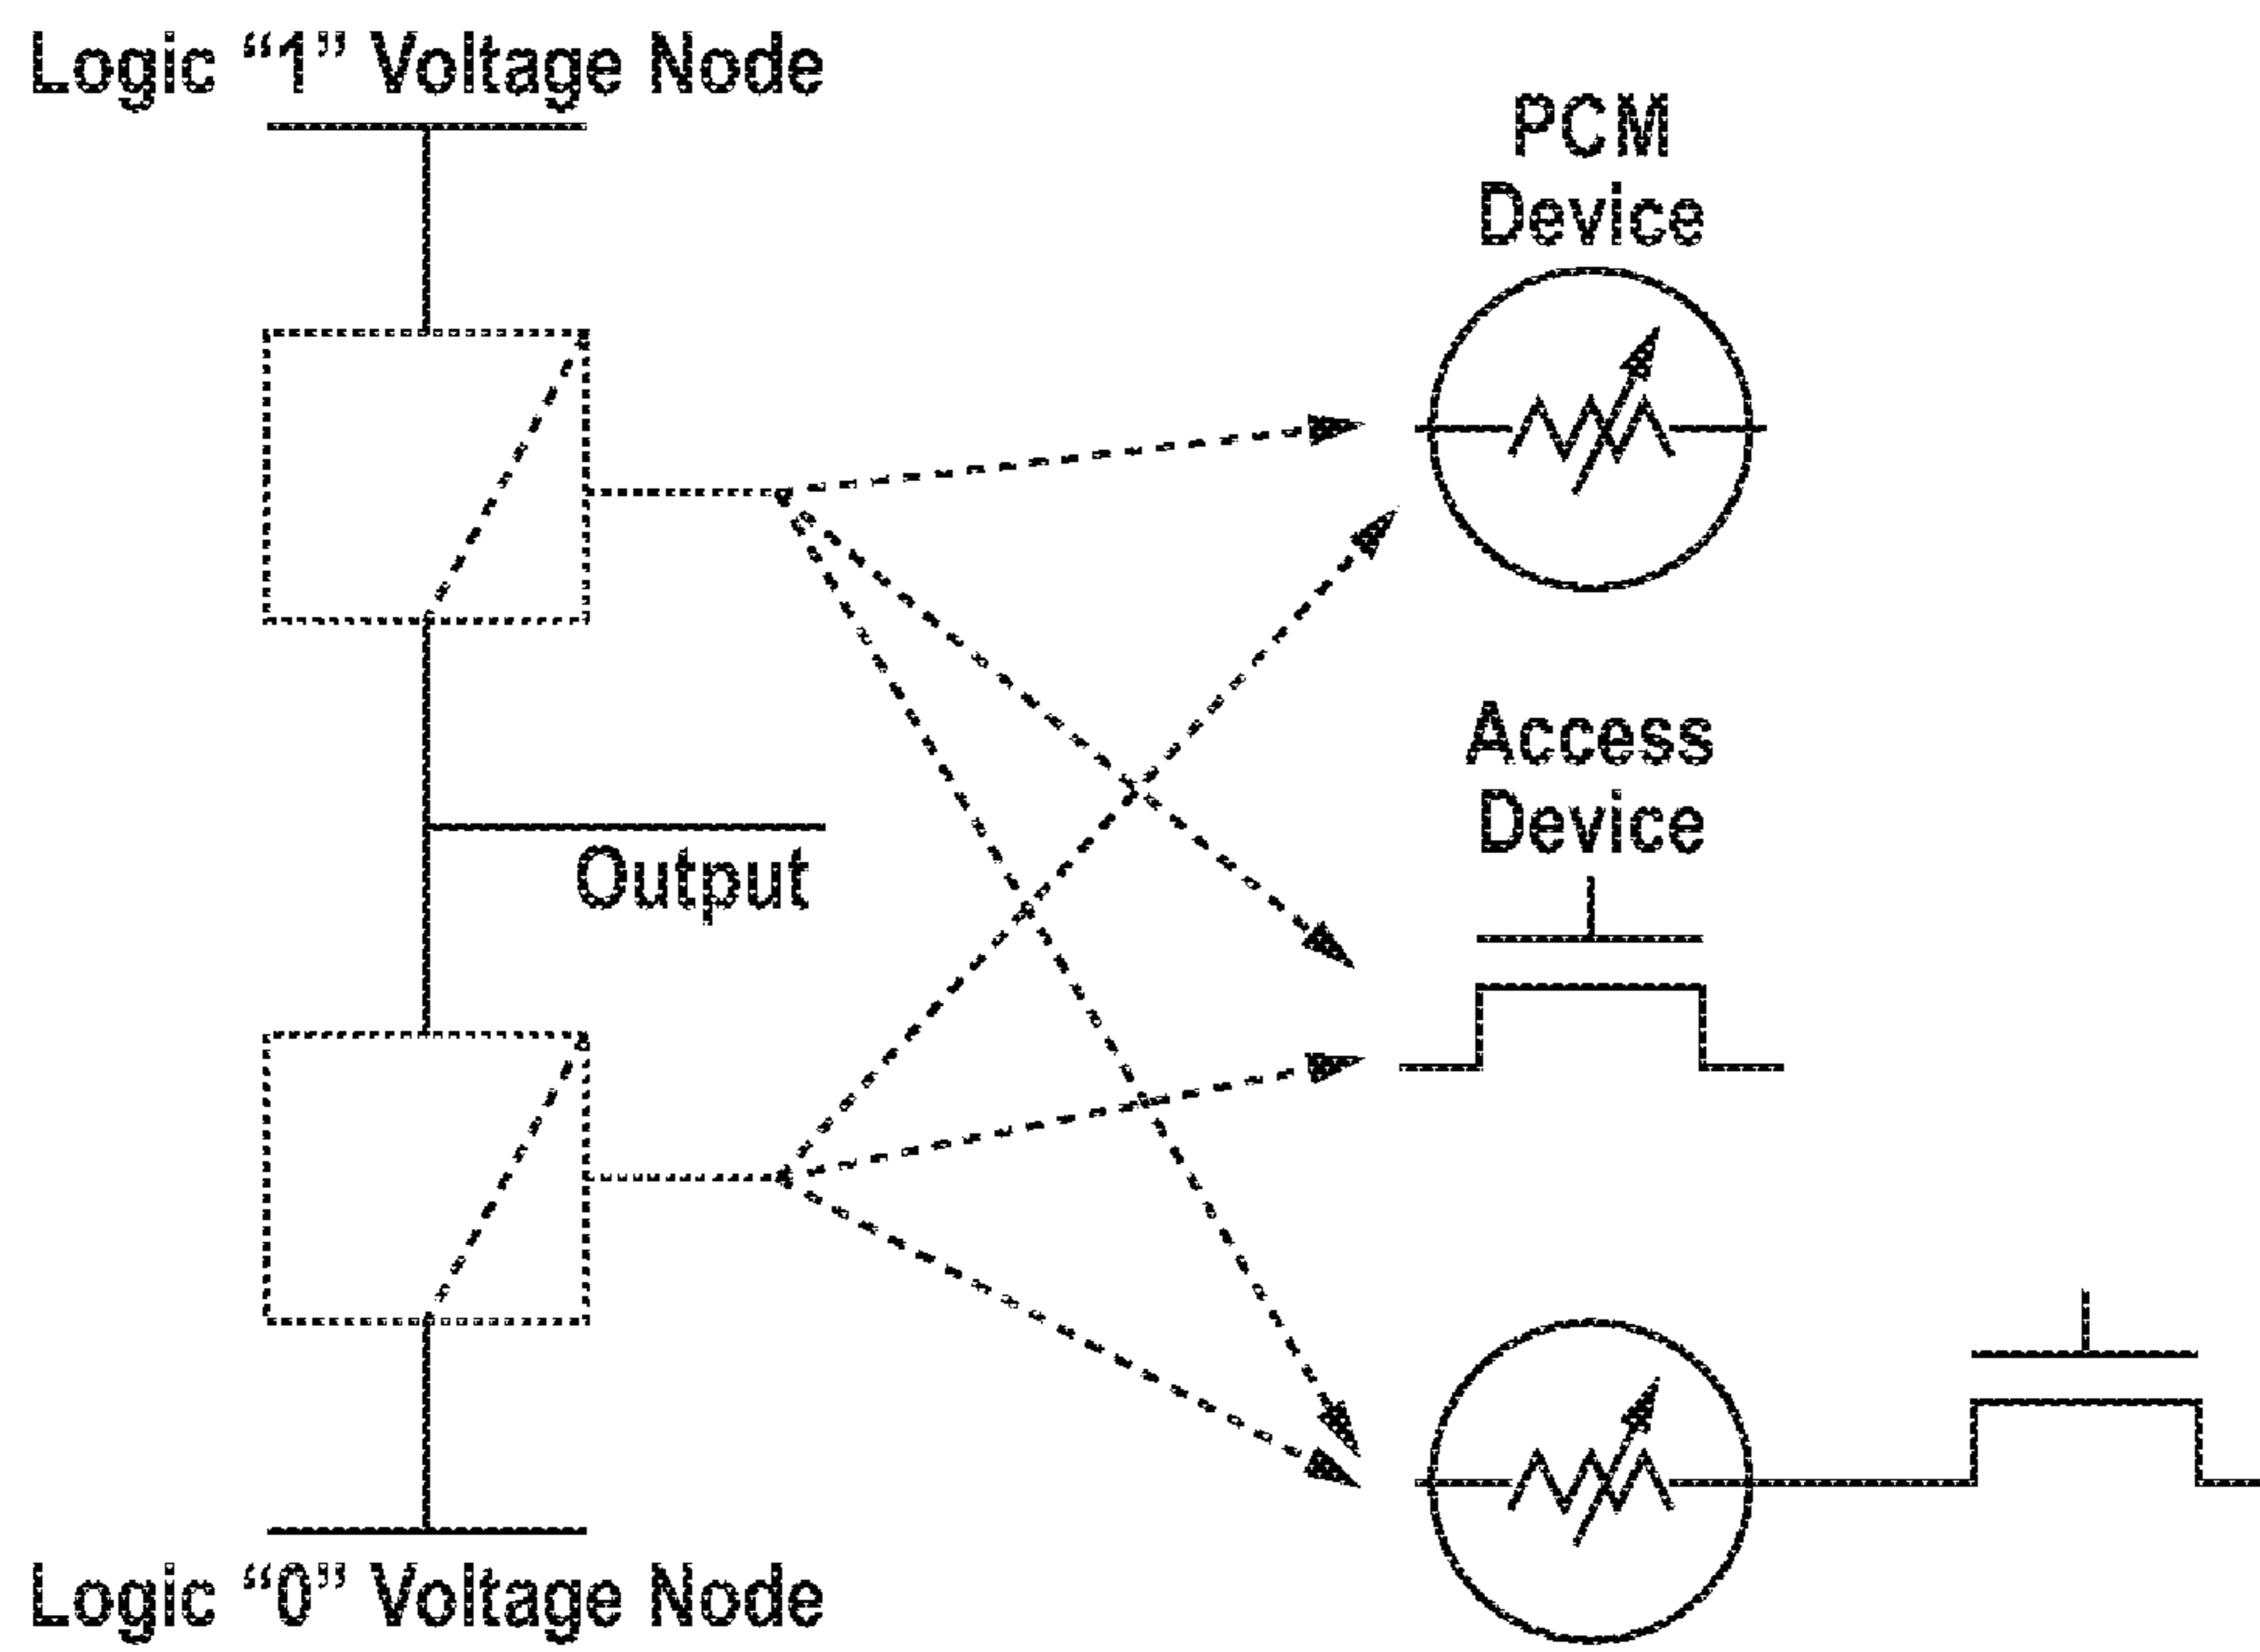 Logic “1” Voltage Node
PCM
Device
Access
Device
Output
Logic “0” Voltage Node